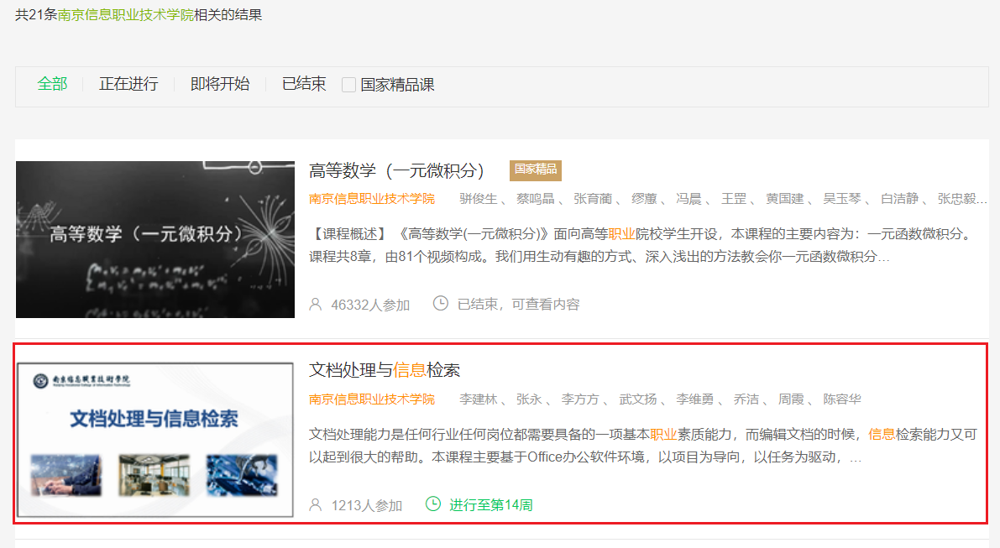 共21条南京信息职业技术学院相关的结果
全部 正在进行 即将开始 已结束 国家精品课
高等数学（一元微积分）
高等数学（一元微积分） 国家精品
南京信息职业技术学院 骈俊生 、 蔡鸣晶 、 张育蔺 、 缪蕙 、 冯晨 、 王罡 、 黄国建 、 吴玉琴 、 白洁静 、 张忠毅...
【课程概述】 《高等数学(一元微积分)》面向高等职业院校学生开设，本课程的主要内容为：一元函数微积分。
课程共8章，由81个视频构成。我们用生动有趣的方式、深入浅出的方法教会你一元函数微积分...
46332人参加 已结束，可查看内容
南京信息职业技术学院
文档处理与信息检索
文档处理与信息检索
南京信息职业技术学院 李建林 、 张永 、 李方方 、 武文扬 、 李维勇 、 乔洁 、 周霞 、 陈容华
文档处理能力是任何行业任何岗位都需要具备的一项基本职业素质能力，而编辑文档的时候，信息检索能力又可
以起到很大的帮助。本课程主要基于Office办公软件环境，以项目为导向，以任务为驱动，...
1213人参加 进行至第14周